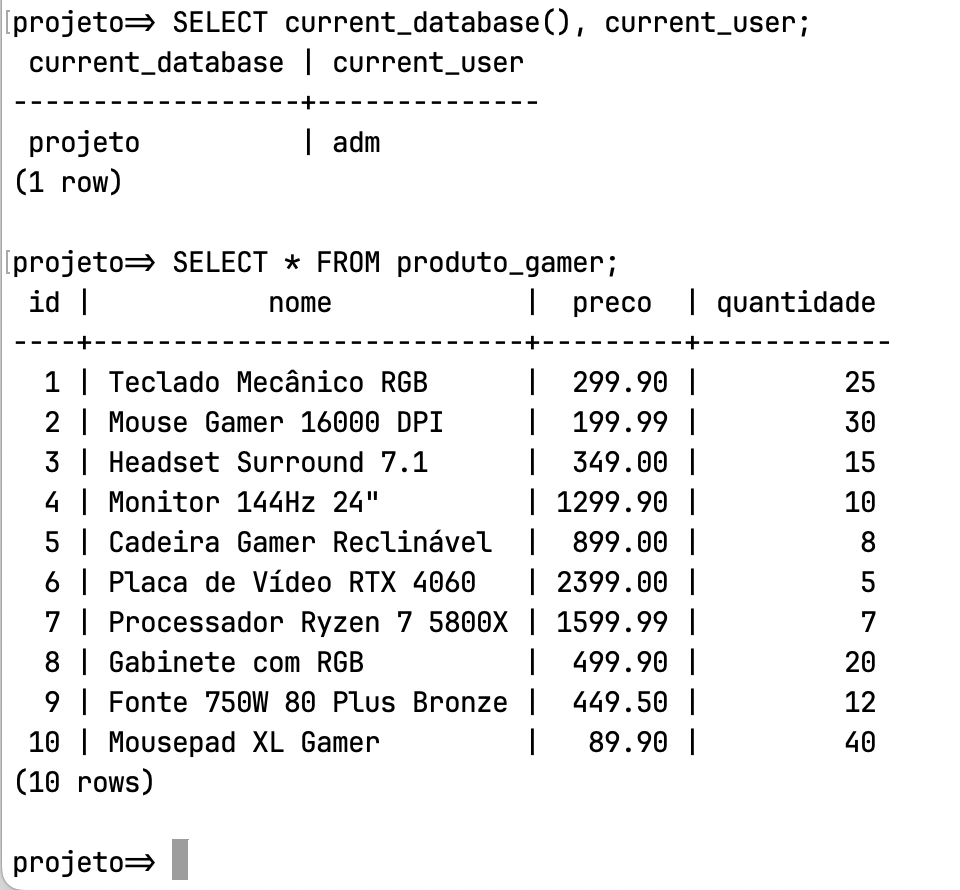 [projeto=> SELECT current_database(), current_user;
 current_database | current_user
------------------+--------------
 projeto          | adm
(1 row)
[projeto=> SELECT * FROM produto_gamer;
 id |           nome            |  preco  | quantidade
----+---------------------------+---------+------------
  1 | Teclado Mecânico RGB      |  299.90 |         25
  2 | Mouse Gamer 16000 DPI     |  199.99 |         30
  3 | Headset Surround 7.1      |  349.00 |         15
  4 | Monitor 144Hz 24"         | 1299.90 |         10
  5 | Cadeira Gamer Reclinável  |  899.00 |          8
  6 | Placa de Vídeo RTX 4060   | 2399.00 |          5
  7 | Processador Ryzen 7 5800X | 1599.99 |          7
  8 | Gabinete com RGB          |  499.90 |         20
  9 | Fonte 750W 80 Plus Bronze |  449.50 |         12
 10 | Mousepad XL Gamer         |   89.90 |         40
(10 rows)
projeto=>